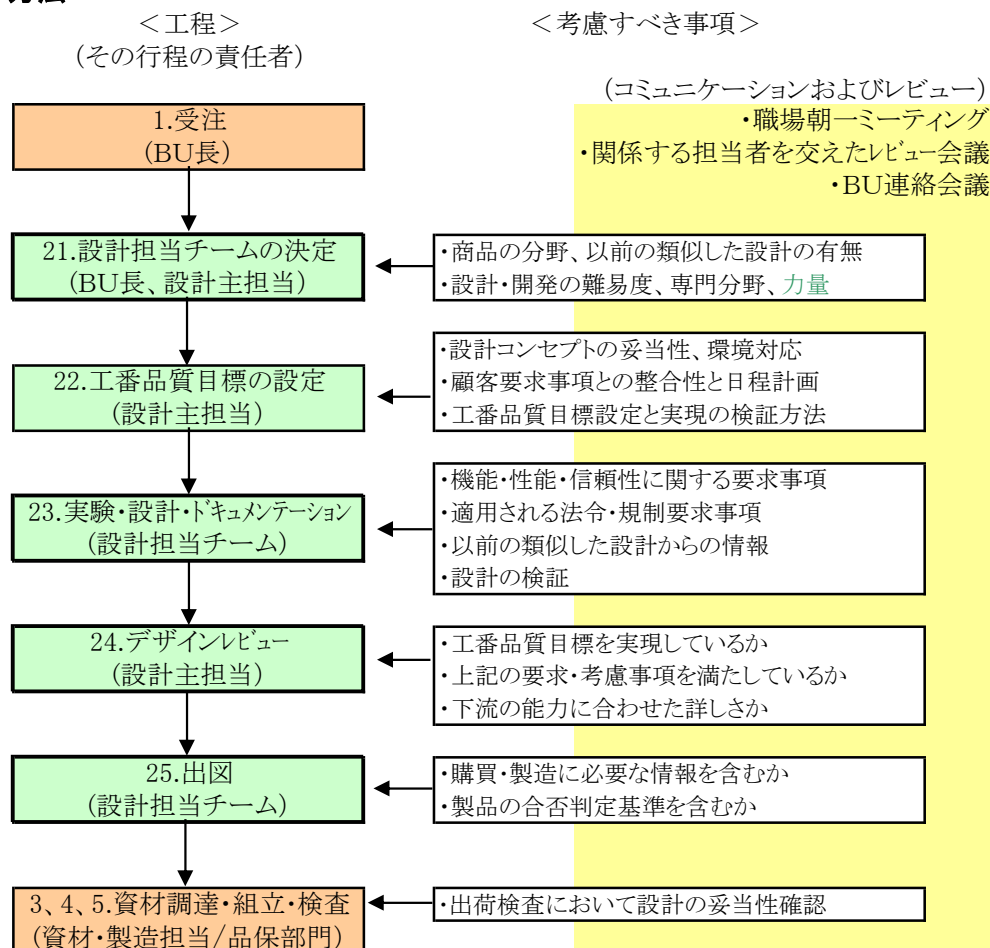 ＜工程＞
(その行程の責任者)
＜考慮すべき事項＞
(コミュニケーションおよびレビュー)
・職場朝一ミーティング
・関係する担当者を交えたレビュー会議
・BU連絡会議
1.受注
(BU長)
21.設計担当チームの決定
(BU長、設計主担当)
・商品の分野、以前の類似した設計の有無
・設計・開発の難易度、専門分野、力量
22.工番品質目標の設定
(設計主担当)
・設計コンセプトの妥当性、環境対応
・顧客要求事項との整合性と日程計画
・工番品質目標設定と実現の検証方法
23.実験・設計・ドキュメンテーション
(設計担当チーム)
・機能・性能・信頼性に関する要求事項
・適用される法令・規制要求事項
・以前の類似した設計からの情報
・設計の検証
24.デザインレビュー
(設計主担当)
・工番品質目標を実現しているか
・上記の要求・考慮事項を満たしているか
・下流の能力に合わせた詳しさか
25.出図
(設計担当チーム)
・購買・製造に必要な情報を含むか
・製品の合否判定基準を含むか
3、4、5.資材調達・組立・検査
(資材・製造担当/品保部門)
・出荷検査において設計の妥当性確認